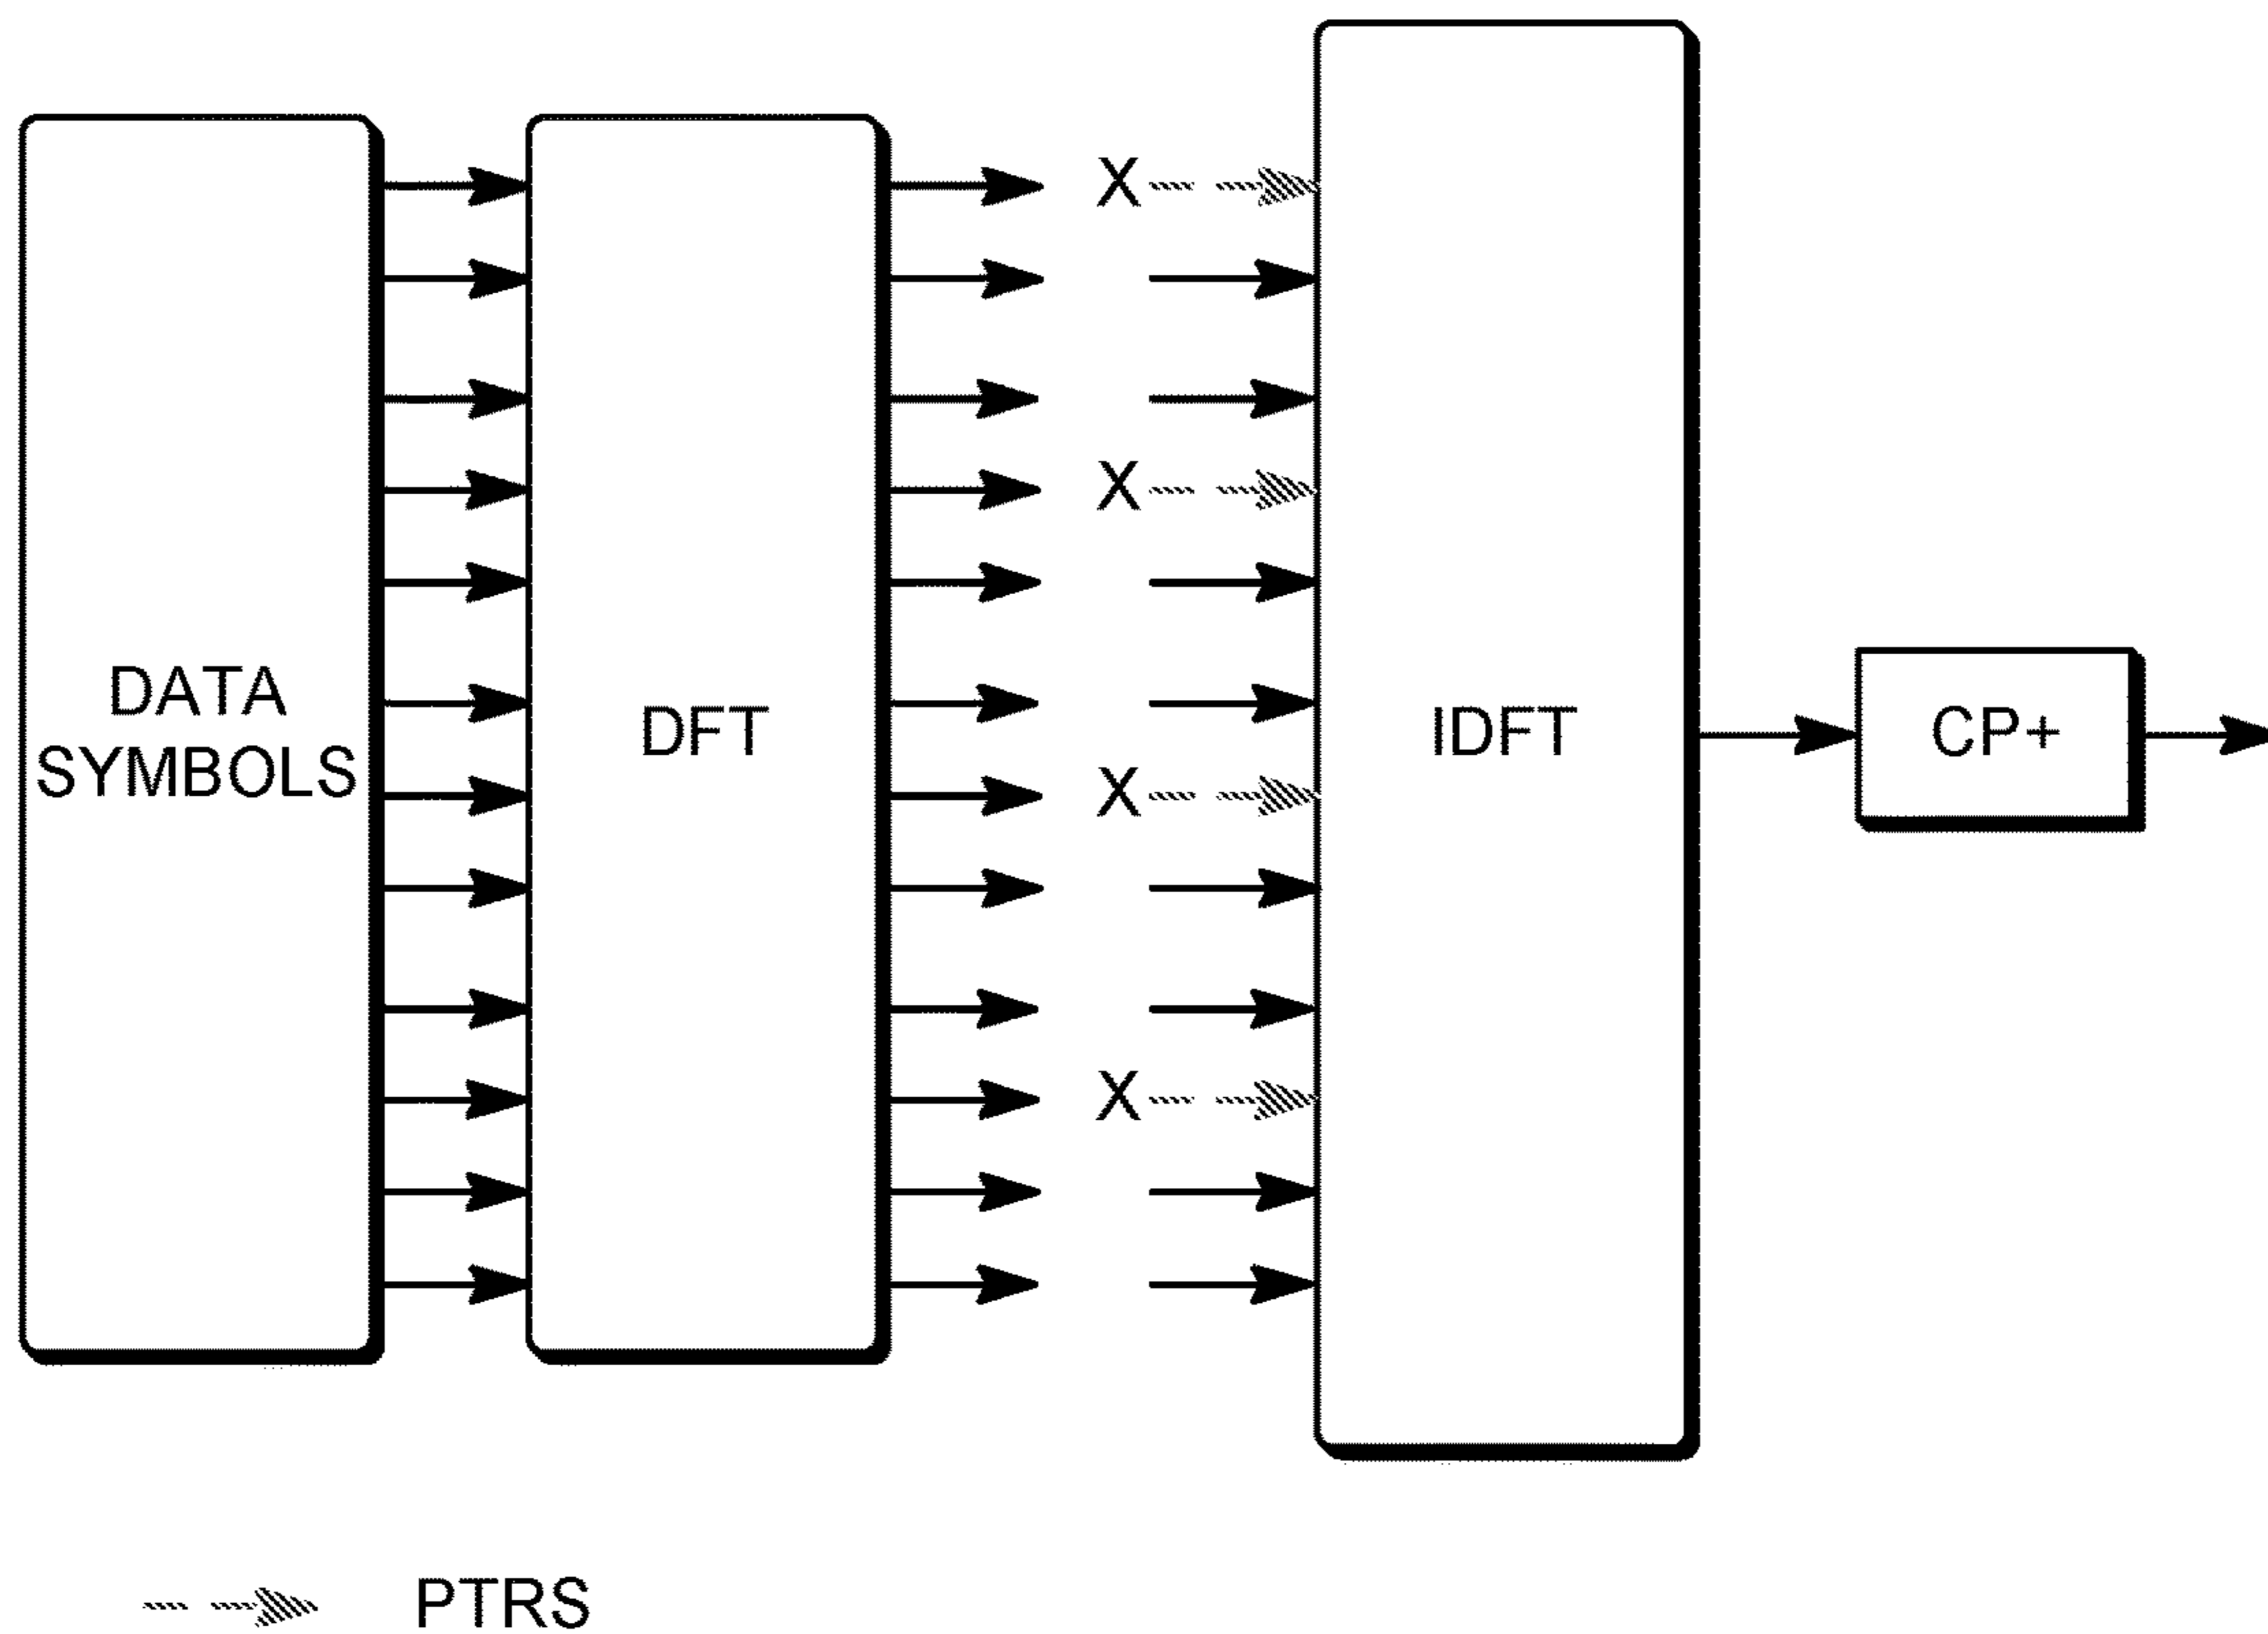 X
X
DATA
SYMBOLS
DFT
IDFT
CP+
X
X
PTRS